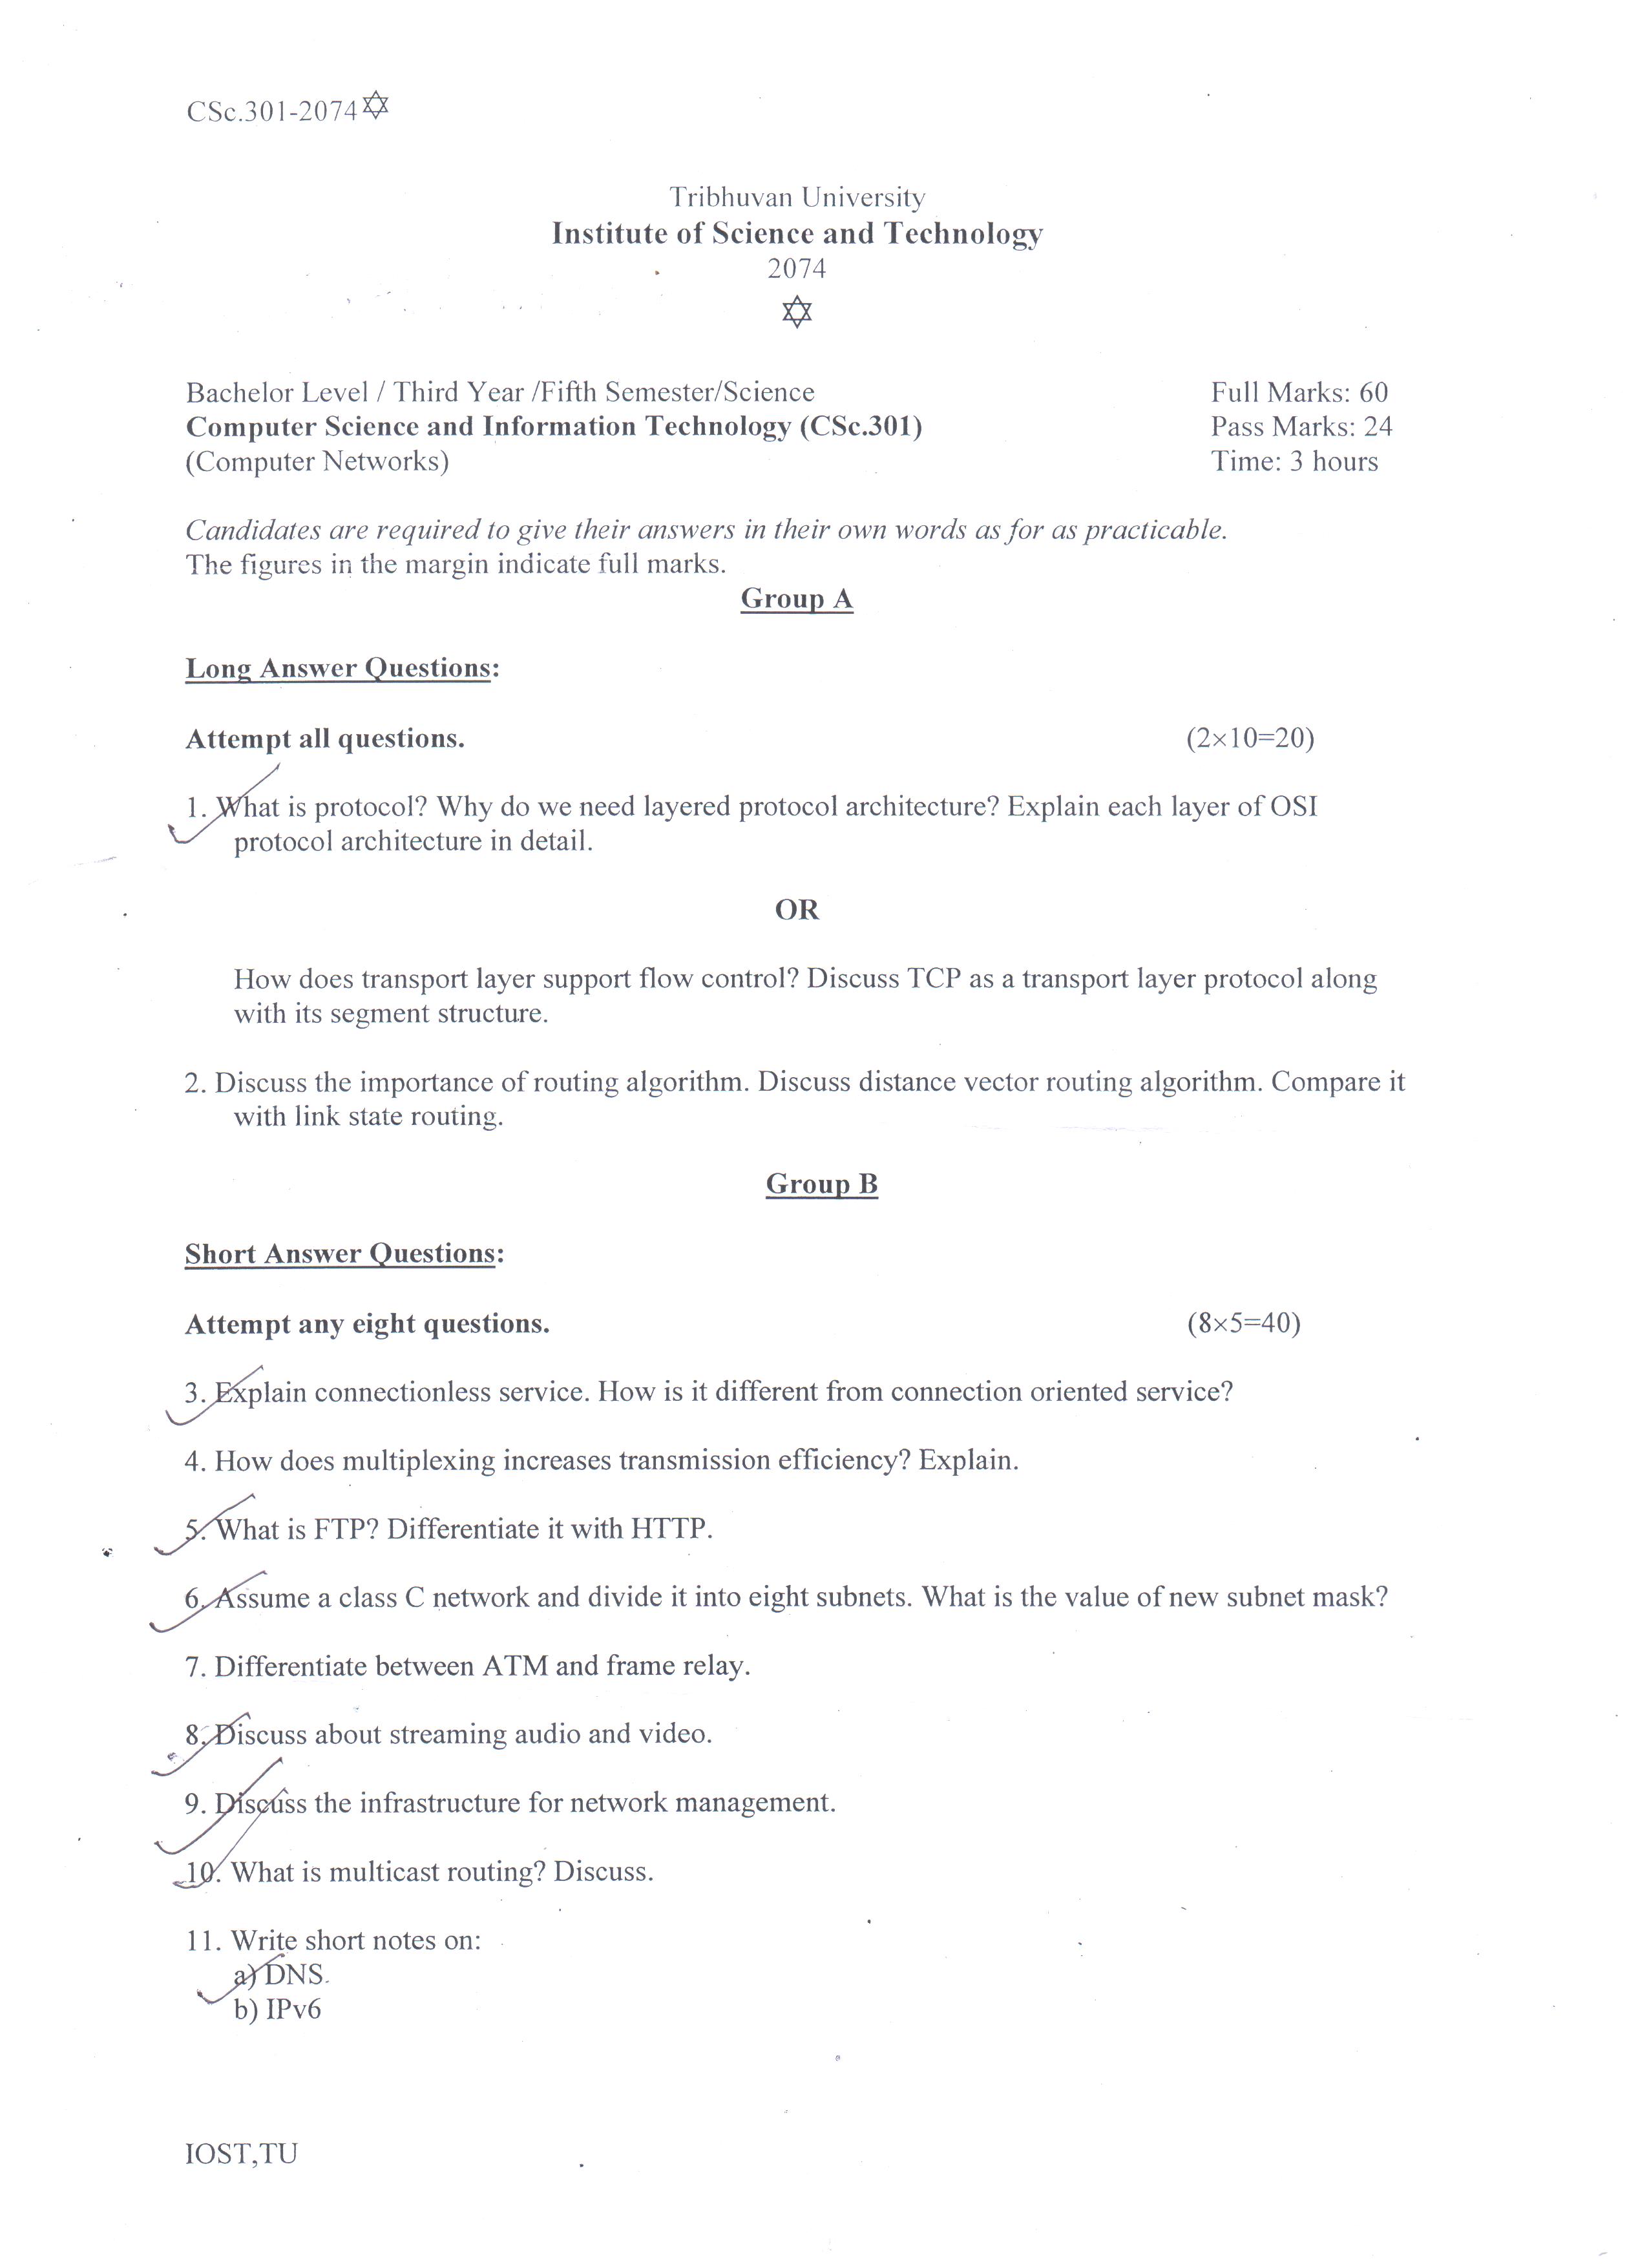 CSc.301-2074✡
Tribhuvan University
Institute of Science and Technology
2074
✡
Bachelor Level / Third Year /Fifth Semester/Science
Full Marks: 60
Computer Science and Information Technology (CSc.301)
Pass Marks: 24
(Computer Networks)
Time: 3 hours
Candidates are required to give their answers in their own words as for as practicable.
The figures in the margin indicate full marks.
Group A
Long Answer Questions:
Attempt all questions.
(2×10=20)
1. What is protocol? Why do we need layered protocol architecture? Explain each layer of OSI
protocol architecture in detail.
OR
How does transport layer support flow control? Discuss TCP as a transport layer protocol along
with its segment structure.
2. Discuss the importance of routing algorithm. Discuss distance vector routing algorithm. Compare it
with link state routing.
Group B
Short Answer Questions:
Attempt any eight questions.
(8×5=40)
3. Explain connectionless service. How is it different from connection oriented service?
4. How does multiplexing increases transmission efficiency? Explain.
5. What is FTP? Differentiate it with HTTP.
6. Assume a class C network and divide it into eight subnets. What is the value of new subnet mask?
7. Differentiate between ATM and frame relay.
8. Discuss about streaming audio and video.
9. Discuss the infrastructure for network management.
10. What is multicast routing? Discuss.
11. Write short notes on:
a) DNS.
b) IPv6
IOST,TU